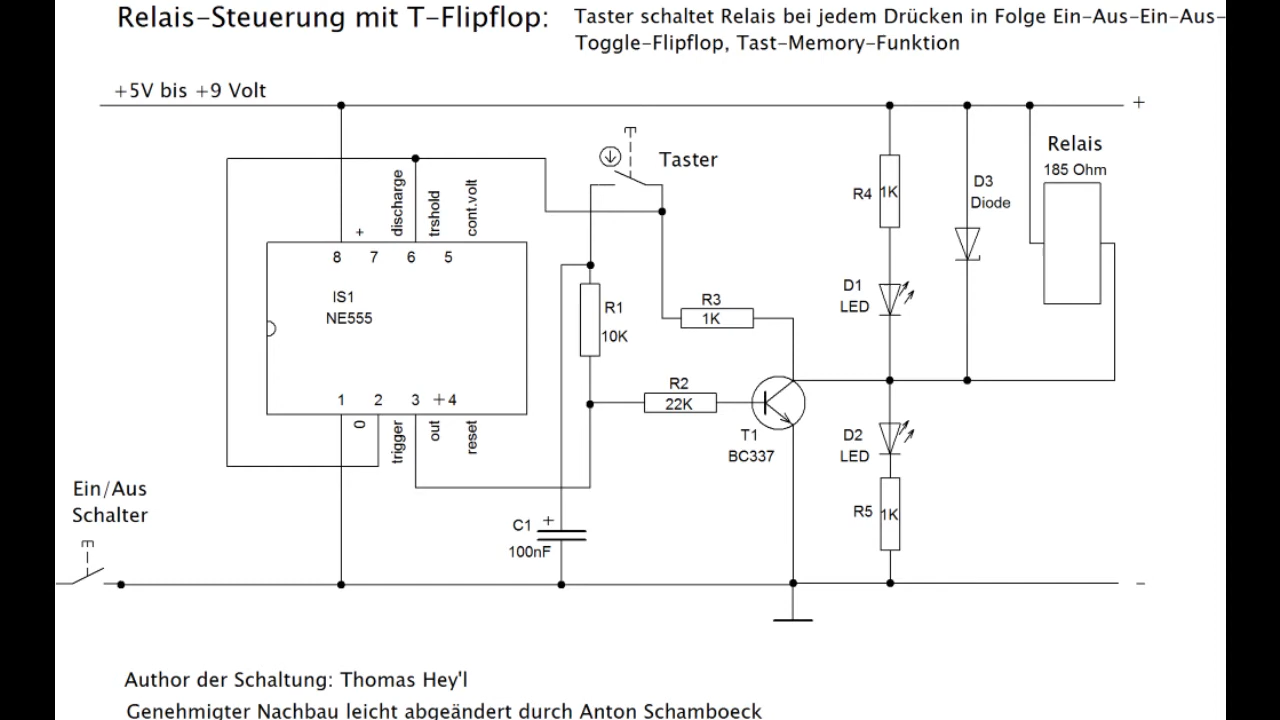 Relais-Steuerung mit T-Flipflop:
Taster schaltet Relais bei jedem Drücken in Folge Ein-Aus-Ein-Aus-
Toggle-Flipflop, Tast-Memory-Funktion
+5V bis +9 Volt
+
Taster
Relais
185 Ohm
R4 1K
D3
Diode
+
discharge
trshold
cont.volt
8 7 6 5
IS1
NE555
D1
LED
R1
10K
R3
1K
1 2 3 +4
0
trigger
out
reset
R2
22K
T1
BC337
D2
LED
Ein/Aus
Schalter
C1 +
100nF
R5 1K
-
Author der Schaltung: Thomas Hey'l
Genehmigter Nachbau leicht abgeändert durch Anton Schamboeck